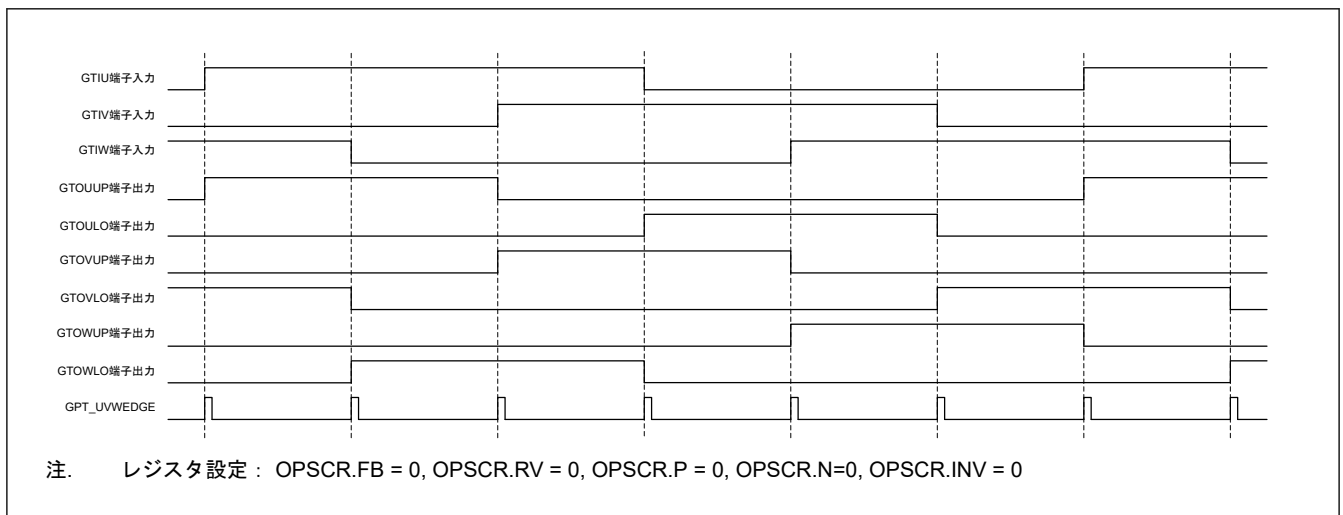 GTIU端子入力
GTIV端子入力
GTIW端子入力
GTOUUP端子出力
GTOULO端子出力
GTOVUP端子出力
GTOVLO端子出力
GTOWUP端子出力
GTOWLO端子出力
GPT_UVWEDGE
注. レジスタ設定： OPSCR.FB = 0, OPSCR.RV = 0, OPSCR.P = 0, OPSCR.N=0, OPSCR.INV = 0